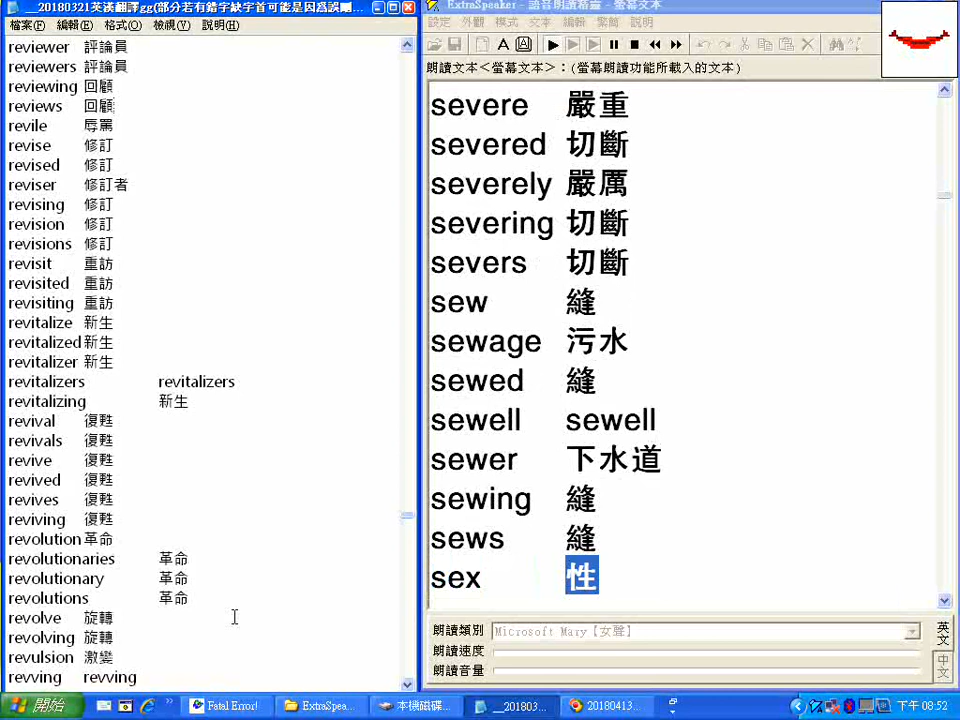 __20180321英漢翻譯gg(部分若有錯字缺字首可能是因為誤刪
檔案(F) 編輯(E) 格式(O) 檢視(V) 說明(H)
reviewer 評論員
reviewers 評論員
reviewing 回顧
reviews 回顧
revile 辱罵
revise 修訂
revised 修訂
reviser 修訂者
revising 修訂
revision 修訂
revisions 修訂
revisit 重訪
revisited 重訪
revisiting 重訪
revitalize 新生
revitalized 新生
revitalizer 新生
revitalizers revitalizers
revitalizing 新生
revival 復甦
revivals 復甦
revive 復甦
revived 復甦
revives 復甦
reviving 復甦
revolution 革命
revolutionaries 革命
revolutionary 革命
revolutions 革命
revolve 旋轉
revolving 旋轉
revulsion 激變
revving revving
ExtraSpeaker - 語音朗讀精靈 - 螢幕文本
設定 外觀 模式 文本 編輯 繁簡 說明
朗讀文本<螢幕文本>：(螢幕朗讀功能所載入的文本)
severe 嚴重
severed 切斷
severely 嚴厲
severing 切斷
severs 切斷
sew 縫
sewage 污水
sewed 縫
sewell sewell
sewer 下水道
sewing 縫
sews 縫
sex 性
朗讀類別 Microsoft Mary【女聲】
朗讀速度
朗讀音量
英文
中文
開始 Fatal Error! ExtraSpea... 本機磁碟... __201803... 20180413... 下午 08:52